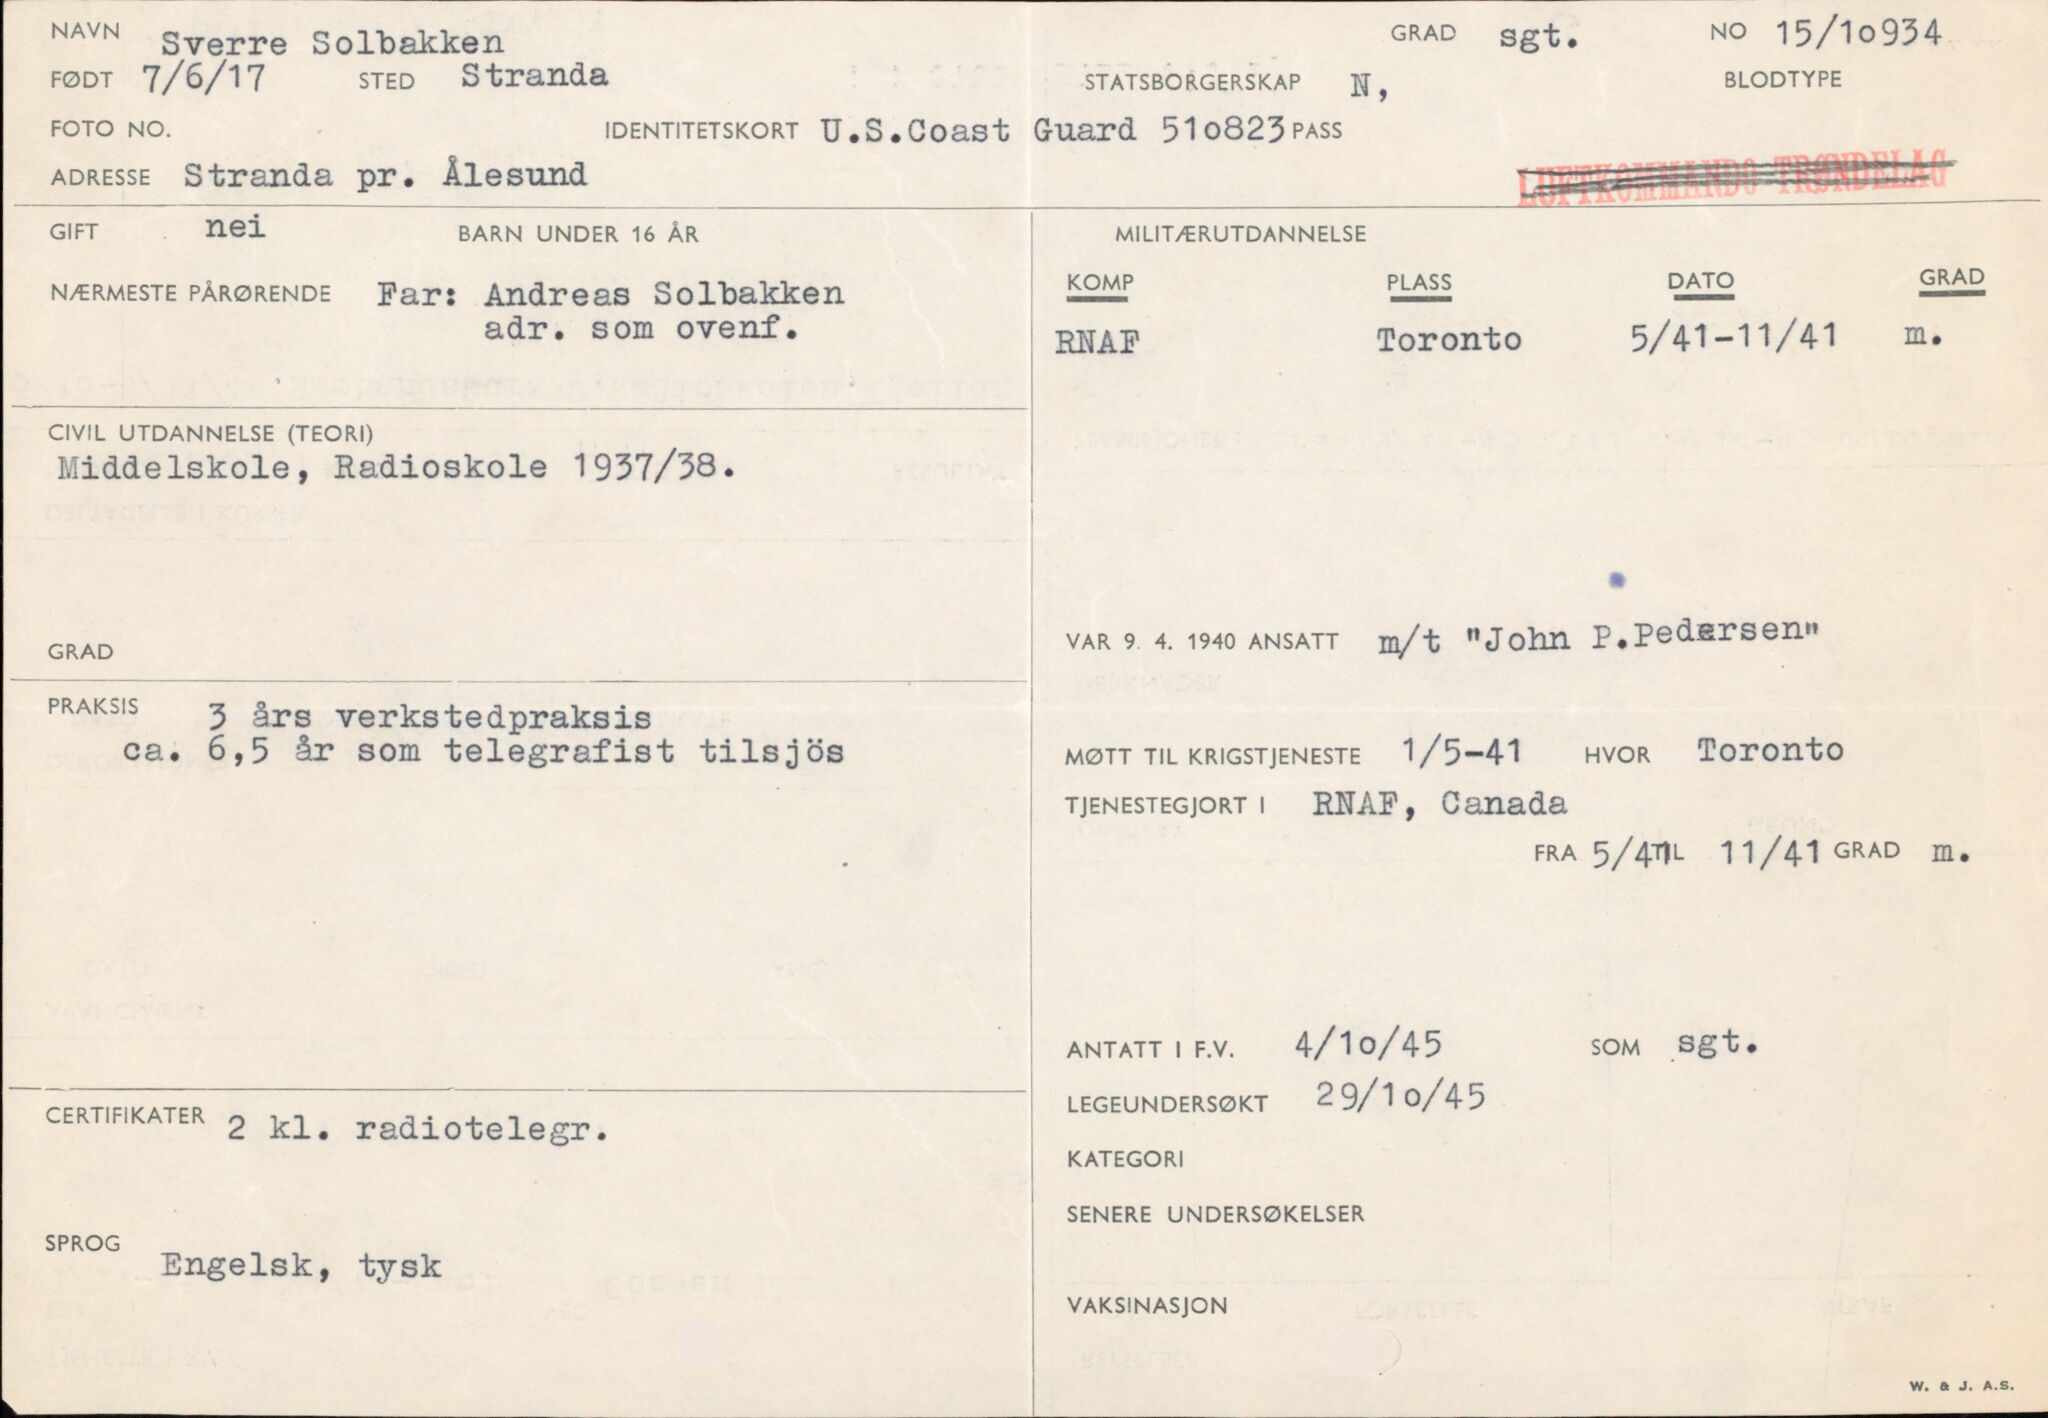 NAVN Sverre Solbakken GRAD sgt. NO 15/1o934
FØDT 7/6/17 STED Stranda STATSBORGERSKAP N, BLODTYPE
FOTO NO. IDENTITETSKORT U.S.Coast Guard 51o823 PASS
ADRESSE Stranda pr. Ålesund LUFTKOMMANDO TRØNDELAG
GIFT nei BARN UNDER 16 ÅR
NÆRMESTE PÅRØRENDE Far: Andreas Solbakken
adr. som ovenf.
CIVIL UTDANNELSE (TEORI)
Middelskole, Radioskole 1937/38.
GRAD
PRAKSIS 3 års verkstedpraksis
ca. 6,5 år som telegrafist tilsjös
CERTIFIKATER 2 kl. radiotelegr.
SPROG Engelsk, tysk
MILITÆRUTDANNELSE
KOMP PLASS DATO GRAD
RNAF Toronto 5/41-11/41 m.
VAR 9. 4. 1940 ANSATT m/t "John P.Pedersen"
MØTT TIL KRIGSTJENESTE 1/5-41 HVOR Toronto
TJENESTEGJORT I RNAF, Canada
FRA 5/41 TIL 11/41 GRAD m.
ANTATT I F.V. 4/1o/45 SOM sgt.
LEGEUNDERSØKT 29/1o/45
KATEGORI
SENERE UNDERSØKELSER
VAKSINASJON
W. & J. A.S.